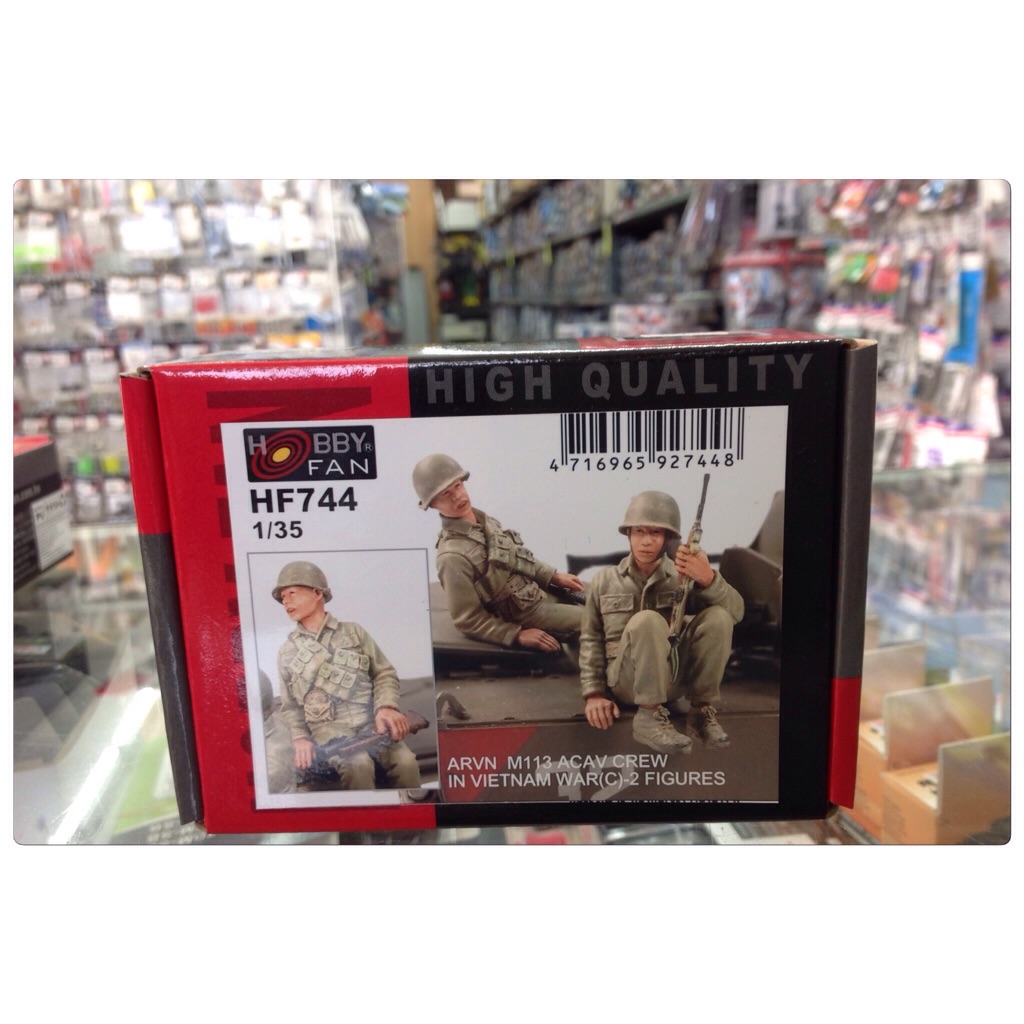 HIGH QUALITY
HOBBY®
FAN
HF744
1/35
4 716965 927448
ARVN M113 ACAV CREW
IN VIETNAM WAR(C)-2 FIGURES